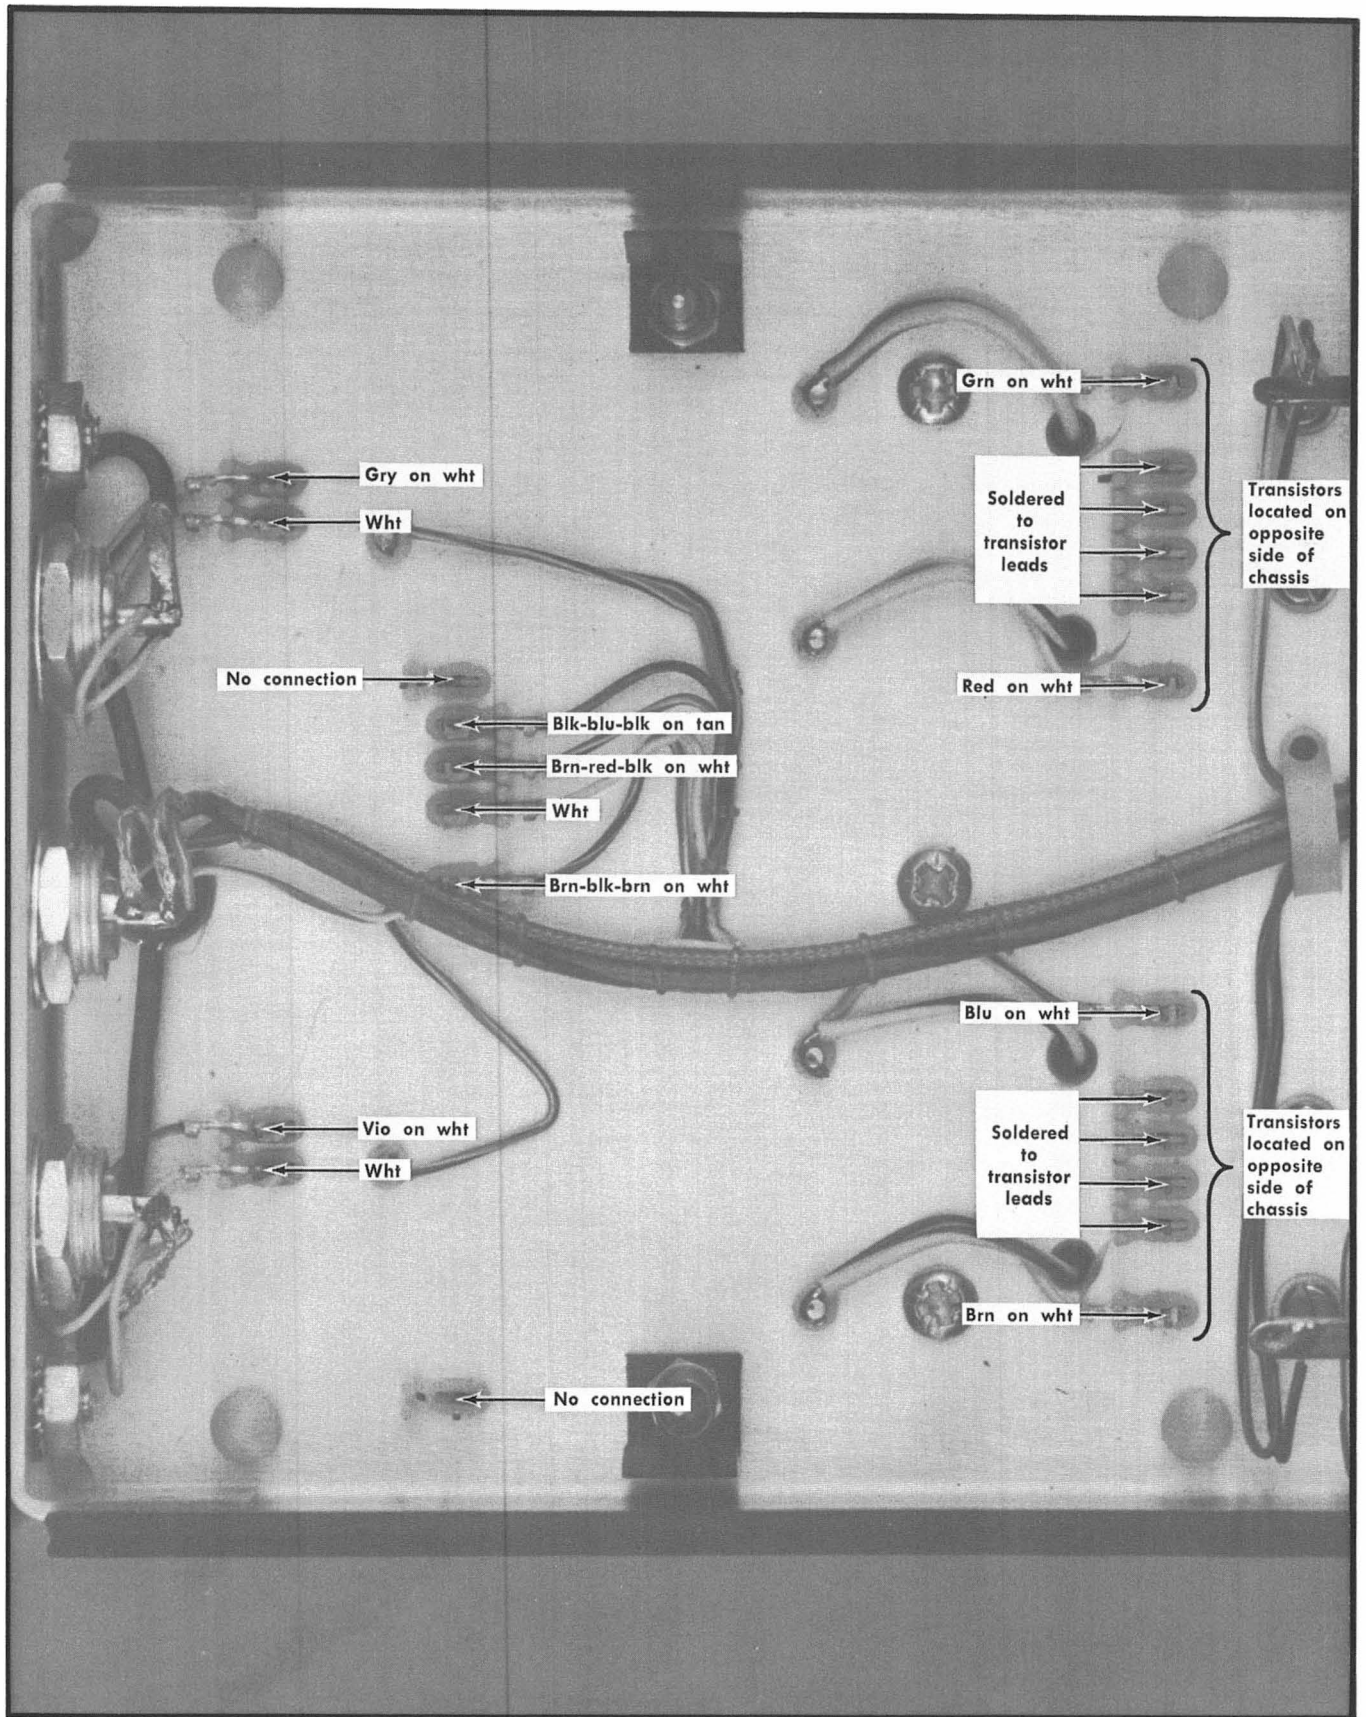 Grn on wht
Gry on wht
Wht
Soldered
to
transistor
leads
Transistors
located on
opposite
side of
chassis
No connection
Red on wht
Blk-blu-blk on tan
Brn-red-blk on wht
Wht
Brn-blk-brn on wht
Blu on wht
Vio on wht
Wht
Soldered
to
transistor
leads
Transistors
located on
opposite
side of
chassis
Brn on wht
No connection